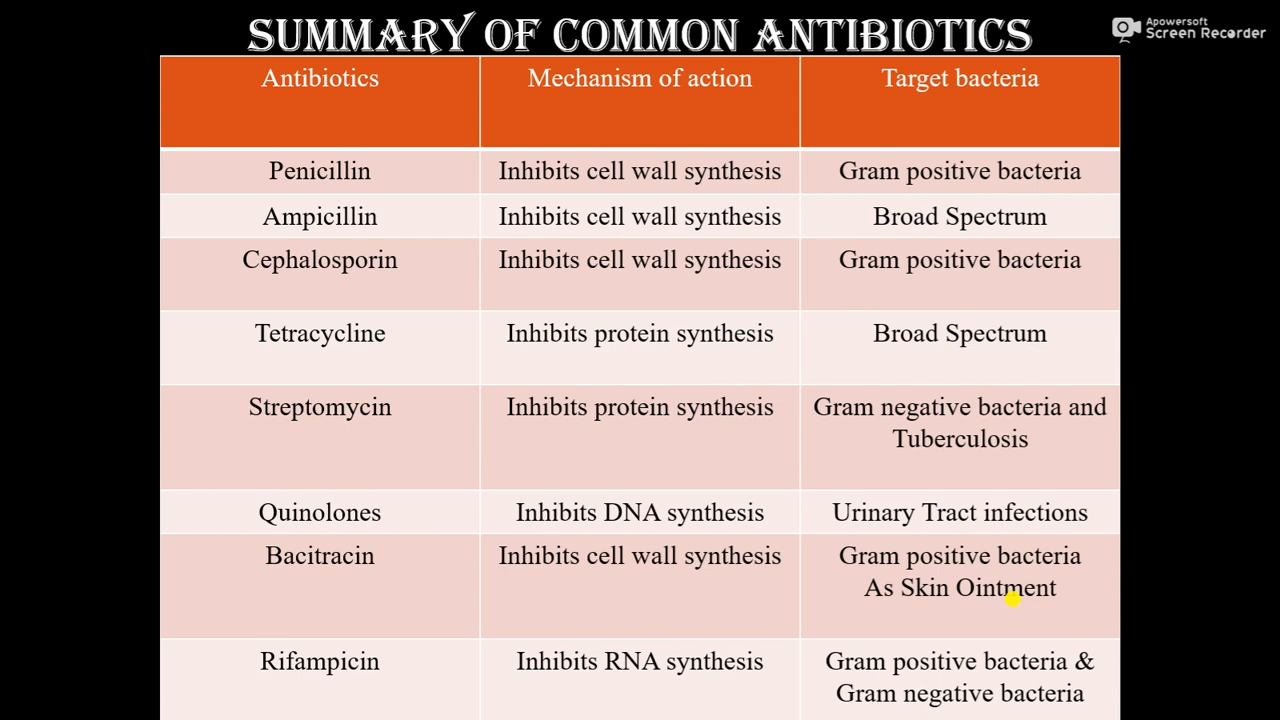 SUMMARY OF COMMON ANTIBIOTICS
Apowersoft
Screen Recorder
Antibiotics Mechanism of action Target bacteria
Penicillin Inhibits cell wall synthesis Gram positive bacteria
Ampicillin Inhibits cell wall synthesis Broad Spectrum
Cephalosporin Inhibits cell wall synthesis Gram positive bacteria
Tetracycline Inhibits protein synthesis Broad Spectrum
Streptomycin Inhibits protein synthesis Gram negative bacteria and
Tuberculosis
Quinolones Inhibits DNA synthesis Urinary Tract infections
Bacitracin Inhibits cell wall synthesis Gram positive bacteria
As Skin Ointment
Rifampicin Inhibits RNA synthesis Gram positive bacteria &
Gram negative bacteria